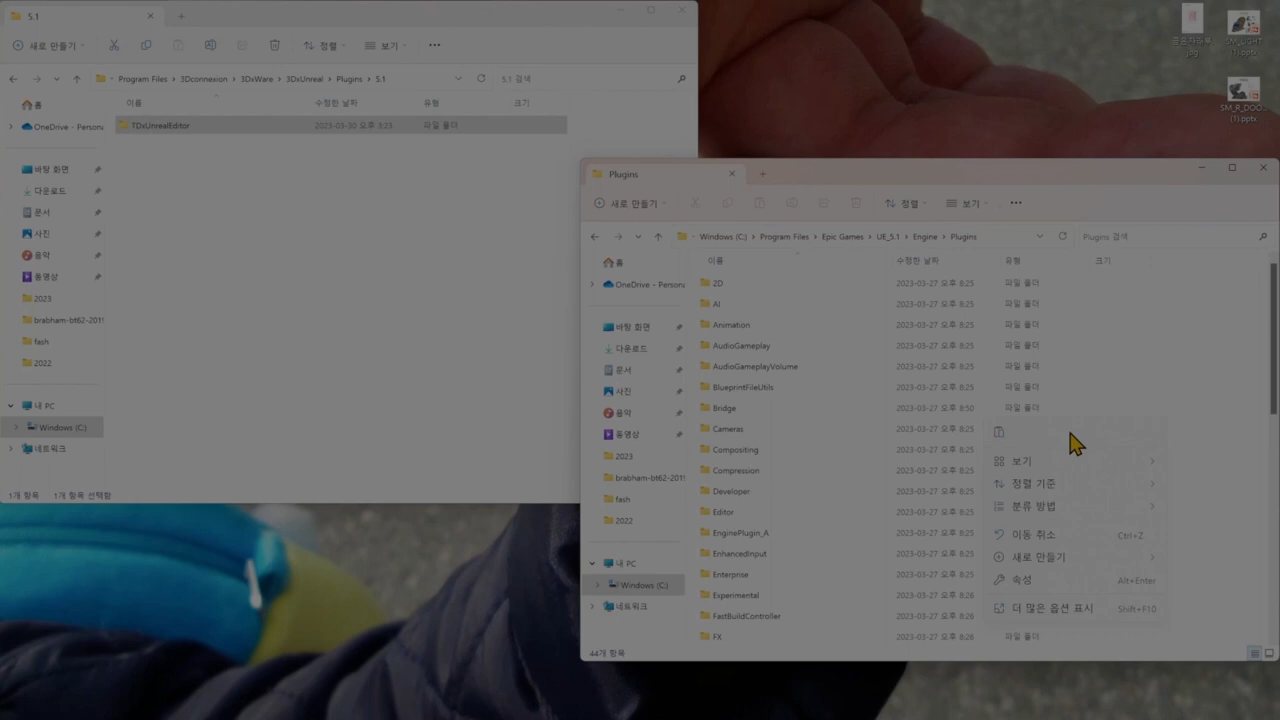 5.1
새로 만들기
정렬
보기
Program Files > 3Dconnexion > 3DxWare > 3DxUnreal > Plugins > 5.1
5.1 검색
이름 수정한 날짜 유형 크기
TDxUnrealEditor 2023-03-30 오후 3:23 파일 폴더
홈
OneDrive - Persona
바탕 화면
다운로드
문서
사진
음악
동영상
2023
brabham-bt62-2019
fash
2022
내 PC
Windows (C:)
네트워크
1개 항목 1개 항목 선택함
SM_LIGHT
(1).pptx
SM_R_DOO...
(1).pptx
Plugins
새로 만들기
정렬
보기
Windows (C:) > Program Files > Epic Games > UE_5.1 > Engine > Plugins
Plugins 검색
이름 수정한 날짜 유형 크기
홈
OneDrive - Persona
바탕 화면
다운로드
문서
사진
음악
동영상
2023
brabham-bt62-2019
fash
2022
내 PC
Windows (C:)
네트워크
2D 2023-03-27 오후 8:25 파일 폴더
AI 2023-03-27 오후 8:25 파일 폴더
Animation 2023-03-27 오후 8:25 파일 폴더
AudioGameplay 2023-03-27 오후 8:25 파일 폴더
AudioGameplayVolume 2023-03-27 오후 8:25 파일 폴더
BlueprintFileUtils 2023-03-27 오후 8:25 파일 폴더
Bridge 2023-03-27 오후 8:50 파일 폴더
Cameras 2023-03-27 오후 8:25
Compositing 2023-03-27 오후 8:25
Compression 2023-03-27 오후 8:25
Developer 2023-03-27 오후 8:25
Editor 2023-03-27 오후 8:25
EnginePlugin_A 2023-03-27 오후 8:25
EnhancedInput 2023-03-27 오후 8:25
Enterprise 2023-03-27 오후 8:25
Experimental 2023-03-27 오후 8:26
FastBuildController 2023-03-27 오후 8:26
FX 2023-03-27 오후 8:26 파일 폴더
보기
정렬 기준
분류 방법
이동 취소 Ctrl+Z
새로 만들기
속성 Alt+Enter
더 많은 옵션 표시 Shift+F10
44개 항목